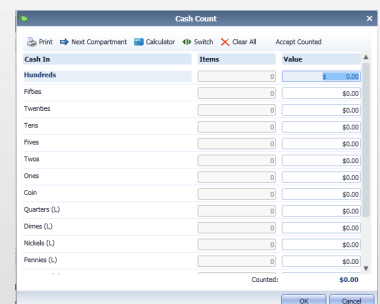 Cash Count
Print Next Compartment Calculator Switch Clear All Accept Counted
Cash In Items Value
Hundreds 0 $ 0.00
Fifties 0 $0.00
Twenties 0 $0.00
Tens 0 $0.00
Fives 0 $0.00
Twos 0 $0.00
Ones 0 $0.00
Coin 0 $0.00
Quarters (L) 0 $0.00
Dimes (L) 0 $0.00
Nickels (L) 0 $0.00
Pennies (L) 0 $0.00
Counted: $0.00
OK Cancel